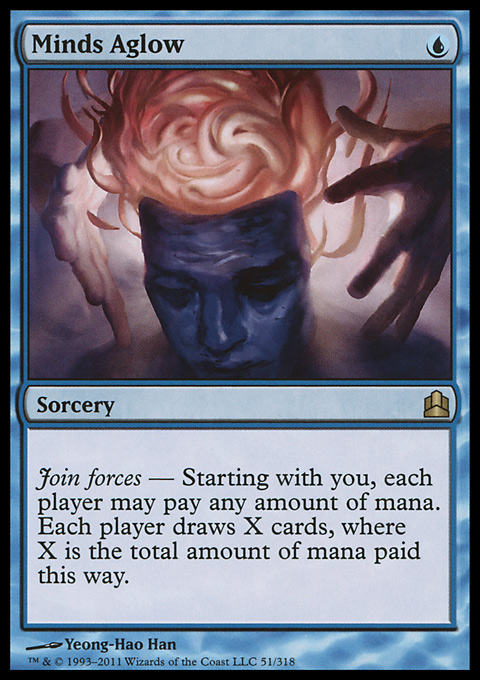 Minds Aglow
Sorcery
Join forces — Starting with you, each
player may pay any amount of mana.
Each player draws X cards, where
X is the total amount of mana paid
this way.
Yeong-Hao Han
™ & © 1993–2011 Wizards of the Coast LLC 51/318